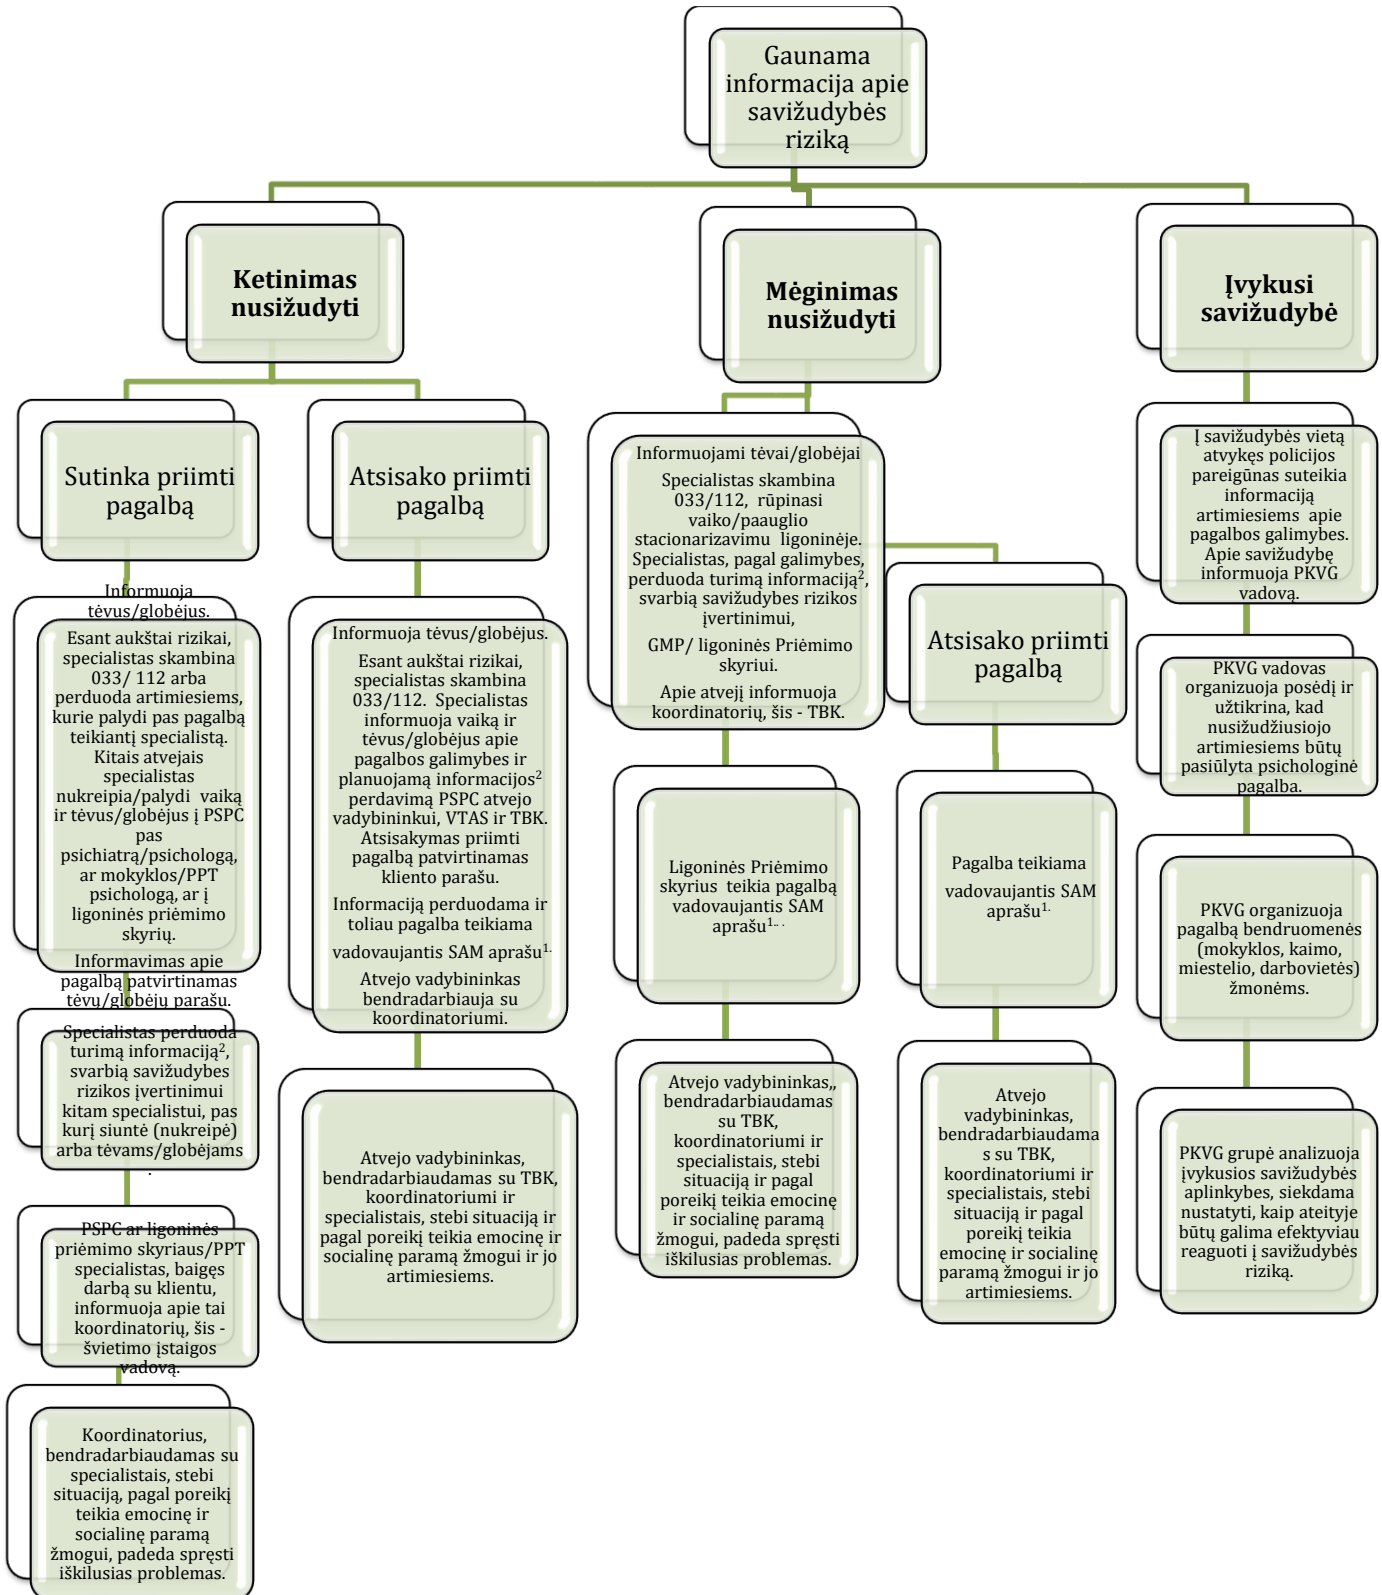 Gaunama
informacija apie
savižudybės
riziką
Ketinimas
nusižudyti
Mėginimas
nusižudyti
Įvykusi
savižudybė
Sutinka priimti
pagalbą
Informuoja
tėvus/globėjus.
Esant aukštai rizikai,
specialistas skambina
033/ 112 arba
perduoda artimiesiems,
kurie palydi pas pagalbą
teikiantį specialistą.
Kitais atvejais
specialistas
nukreipia/palydi vaiką
ir tėvus/globėjus į PSPC
pas
psichiatrą/psichologą,
ar mokyklos/PPT
psichologą, ar į
ligoninės priėmimo
skyrių.
Informavimas apie
pagalbą patvirtinamas
tėvų/globėjų parašu.
Specialistas perduoda
turimą informaciją²,
svarbią savižudybes
rizikos įvertinimui
kitam specialistui, pas
kurį siuntė (nukreipė)
arba tėvams/globėjams
.
PSPC ar ligoninės
priėmimo skyriaus/PPT
specialistas, baigęs
darbą su klientu,
informuoja apie tai
koordinatorių, šis -
švietimo įstaigos
vadovą.
Koordinatorius,
bendradarbiaudamas su
specialistais, stebi
situaciją, pagal poreikį
teikia emocinę ir
socialinę paramą
žmogui, padeda spręsti
iškilusias problemas.
Atsisako priimti
pagalbą
Informuoja tėvus/globėjus.
Esant aukštai rizikai,
specialistas skambina
033/112. Specialistas
informuoja vaiką ir
tėvus/globėjus apie
pagalbos galimybes ir
planuojamą informacijos²
perdavimą PSPC atvejo
vadybininkui, VTAS ir TBK.
Atsisakymas priimti
pagalbą patvirtinamas
kliento parašu.
Informaciją perduodama ir
toliau pagalba teikiama
vadovaujantis SAM aprašu¹.
Atvejo vadybininkas
bendradarbiauja su
koordinatoriumi.
Atvejo vadybininkas,
bendradarbiaudamas su TBK,
koordinatoriumi ir
specialistais, stebi situaciją ir
pagal poreikį teikia emocinę ir
socialinę paramą žmogui ir jo
artimiesiems.
Informuojami tėvai/globėjai
Specialistas skambina
033/112, rūpinasi
vaiko/paauglio
stacionarizavimu ligoninėje.
Specialistas, pagal galimybes,
perduoda turimą informaciją²,
svarbią savižudybes rizikos
įvertinimui,
GMP/ ligoninės Priėmimo
skyriui.
Apie atvejį informuoja
koordinatorių, šis - TBK.
Ligoninės Priėmimo
skyrius teikia pagalbą
vadovaujantis SAM
aprašu¹.. .
Atvejo vadybininkas,,
bendradarbiaudamas
su TBK,
koordinatoriumi ir
specialistais, stebi
situaciją ir pagal
poreikį teikia emocinę
ir socialinę paramą
žmogui, padeda spręsti
iškilusias problemas.
Atsisako priimti
pagalbą
Pagalba teikiama
vadovaujantis SAM
aprašu¹.
Atvejo
vadybininkas,
bendradarbiaudama
s su TBK,
koordinatoriumi ir
specialistais, stebi
situaciją ir pagal
poreikį teikia
emocinę ir socialinę
paramą žmogui ir jo
artimiesiems.
Į savižudybės vietą
atvykęs policijos
pareigūnas suteikia
informaciją
artimiesiems apie
pagalbos galimybes.
Apie savižudybę
informuoja PKVG
vadovą.
PKVG vadovas
organizuoja posėdį ir
užtikrina, kad
nusižudžiusiojo
artimiesiems būtų
pasiūlyta psichologinė
pagalba.
PKVG organizuoja
pagalbą bendruomenės
(mokyklos, kaimo,
miestelio, darbovietės)
žmonėms.
PKVG grupė analizuoja
įvykusios savižudybės
aplinkybes, siekdama
nustatyti, kaip ateityje
būtų galima efektyviau
reaguoti į savižudybės
riziką.